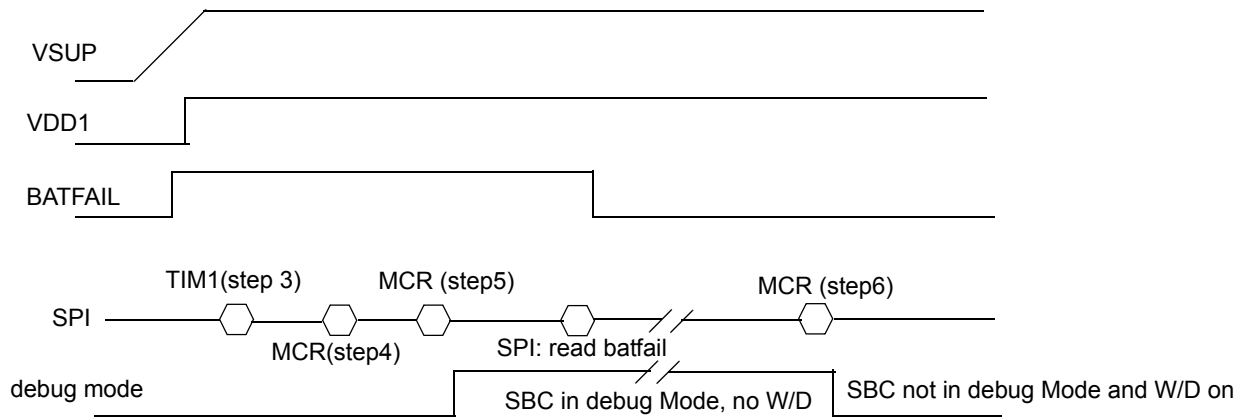 VSUP
VDD1
BATFAIL
TIM1(step 3)
MCR (step5)
MCR (step6)
SPI
MCR(step4)
SPI: read batfail
debug mode
SBC in debug Mode, no W/D
SBC not in debug Mode and W/D on